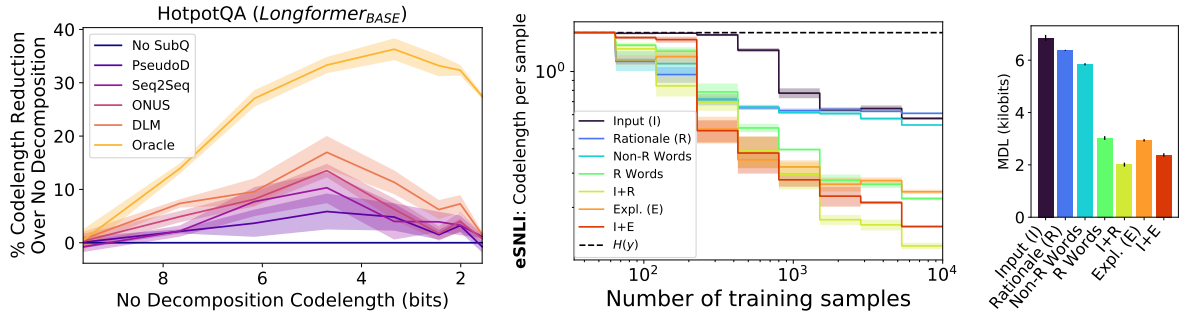 HotpotQA (Longformer_BASE)
% Codelength Reduction
Over No Decomposition
40
30
20
10
0
No SubQ
PseudoD
Seq2Seq
ONUS
DLM
Oracle
8
6
4
2
No Decomposition Codelength (bits)
eSNLI: Codelength per sample
10^0
Input (I)
Rationale (R)
Non-R Words
R Words
I+R
Expl. (E)
I+E
H(y)
10^2
10^3
10^4
Number of training samples
MDL (kilobits)
6
4
2
0
Input (I)
Rationale (R)
Non-R Words
R Words
I+R
Expl. (E)
I+E